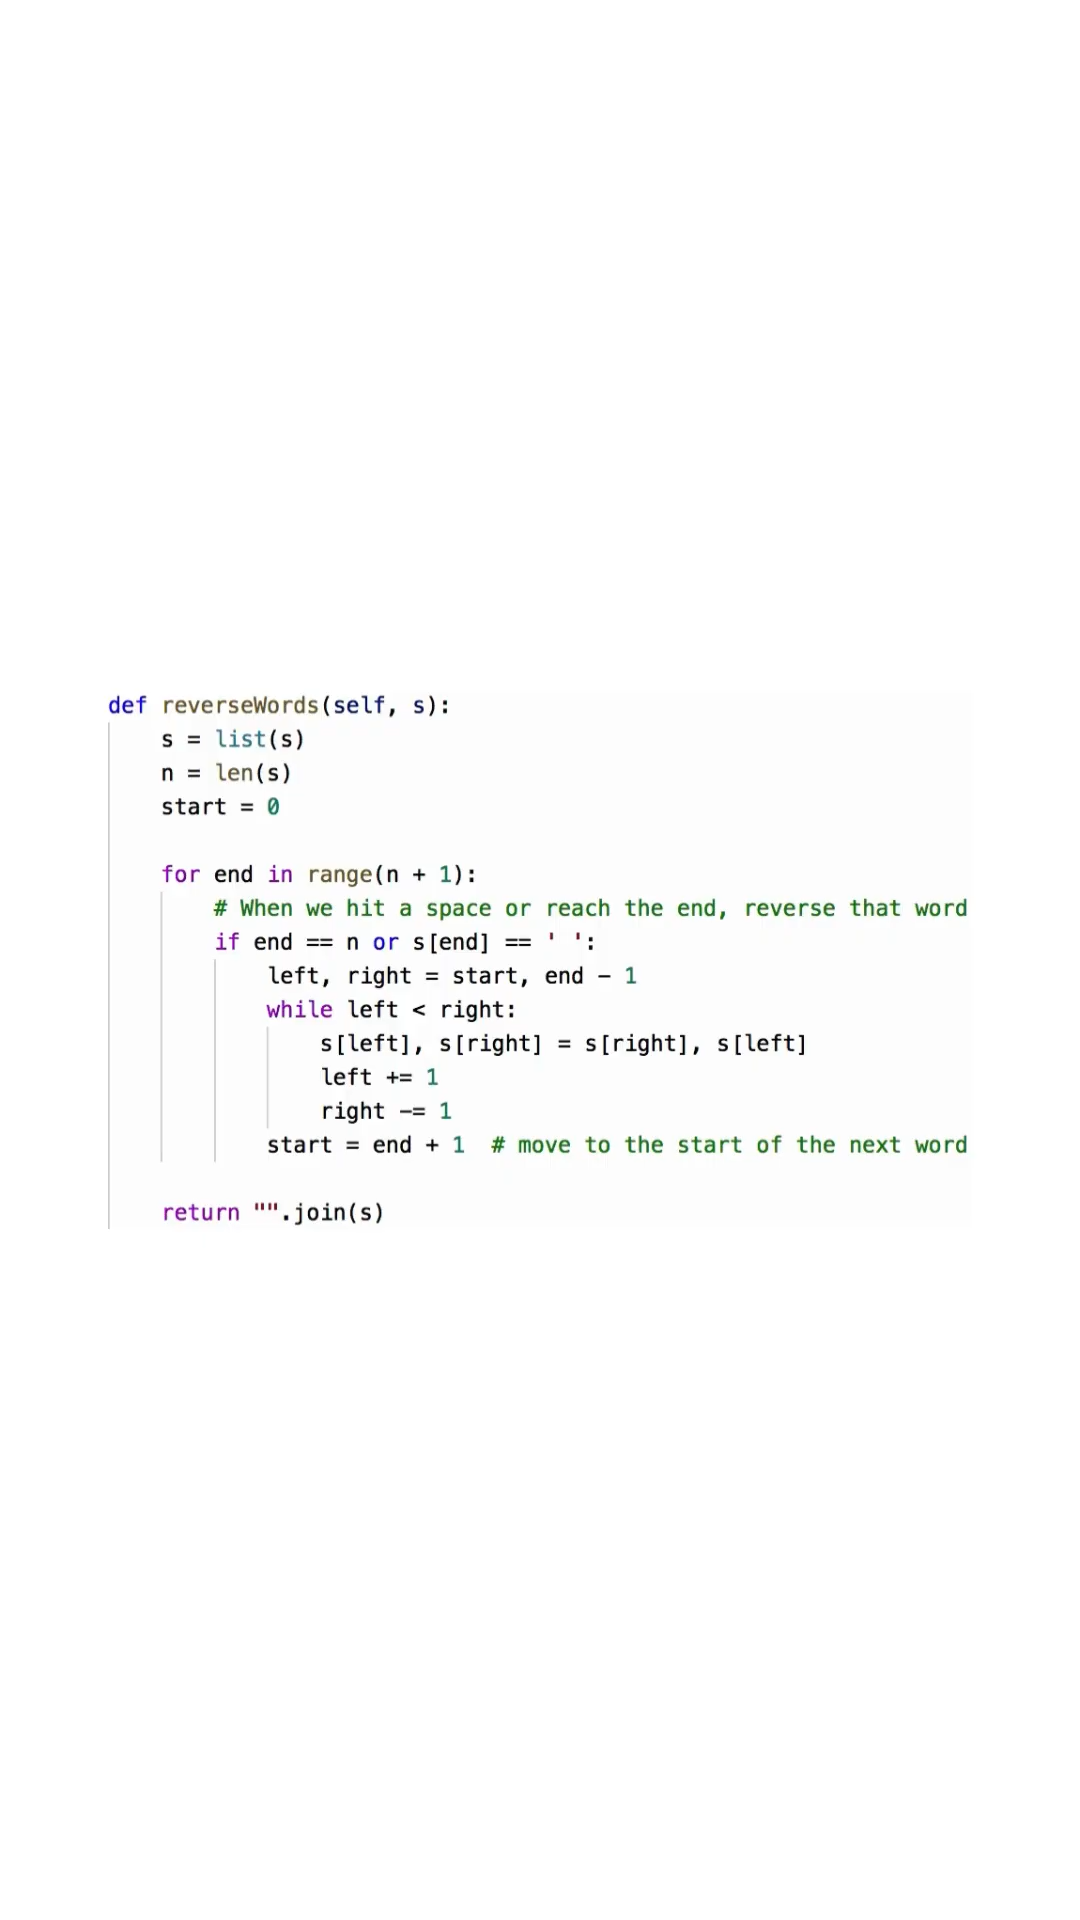 def reverseWords(self, s):
    s = list(s)
    n = len(s)
    start = 0

    for end in range(n + 1):
        # When we hit a space or reach the end, reverse that word
        if end == n or s[end] == ' ':
            left, right = start, end - 1
            while left < right:
                s[left], s[right] = s[right], s[left]
                left += 1
                right -= 1
            start = end + 1  # move to the start of the next word

    return "".join(s)